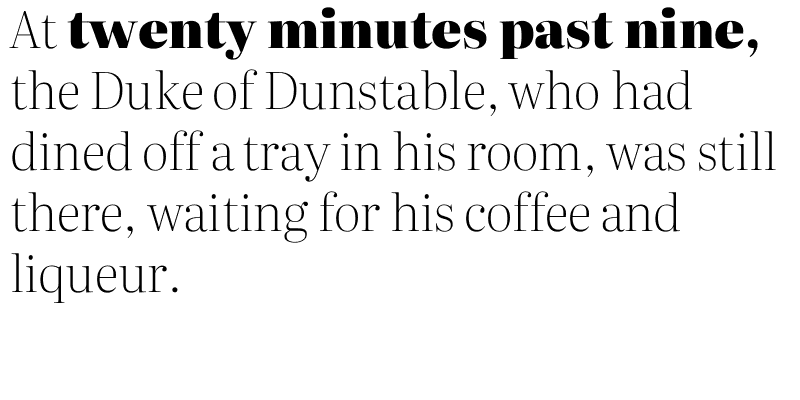 At twenty minutes past nine,
the Duke of Dunstable, who had
dined off a tray in his room, was still
there, waiting for his coffee and
liqueur.